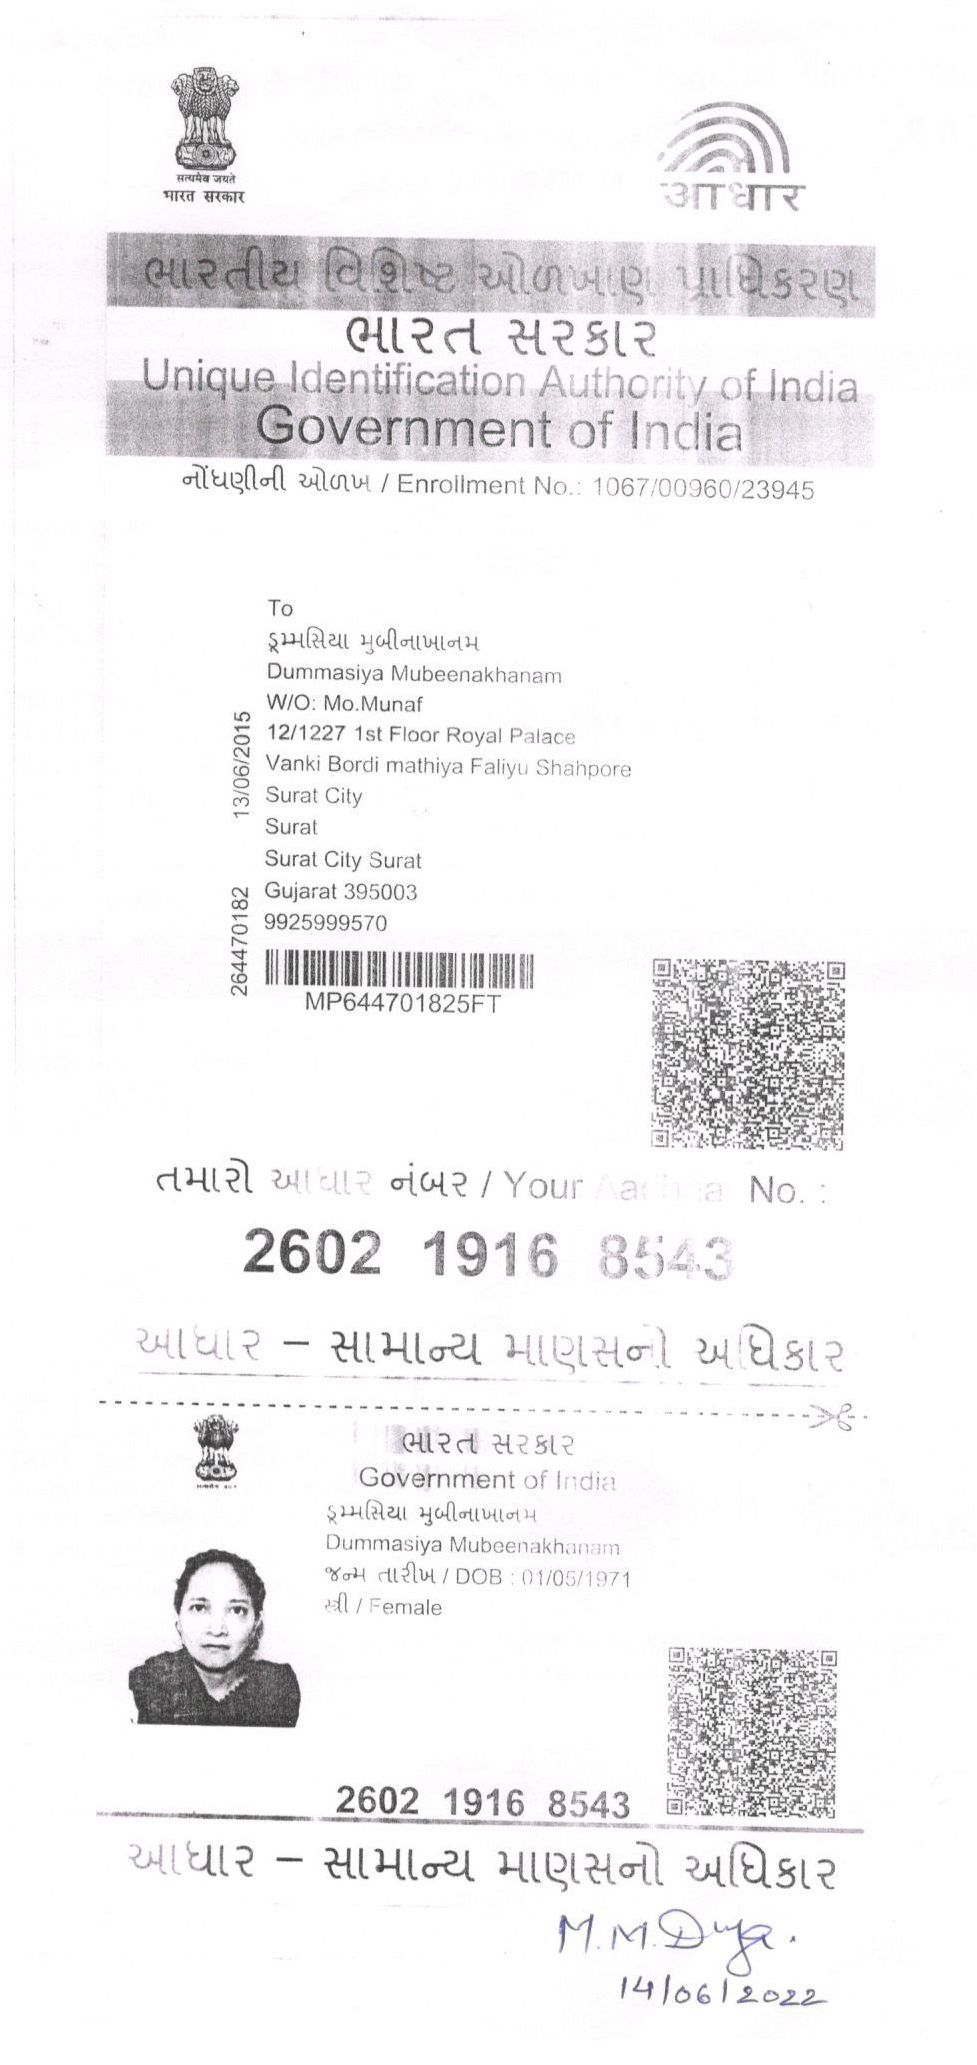 सत्यमेव जयते
भारत सरकार
आधार
ભારતીય વિશિષ્ટ ઓળખાણ પ્રાધિકરણ
ભારત સરકાર
Unique Identification Authority of India
Government of India
નોંધણીની ઓળખ / Enrollment No.: 1067/00960/23945
To
ડૂમ્મસિયા મુબીનાખાનમ
Dummasiya Mubeenakhanam
W/O: Mo.Munaf
12/1227 1st Floor Royal Palace
Vanki Bordi mathiya Faliyu Shahpore
Surat City
Surat
Surat City Surat
Gujarat 395003
9925999570
264470182 13/06/2015
MP644701825FT
તમારો આધાર નંબર / Your Aadhaar No. :
2602 1916 8543
આધાર – સામાન્ય માણસનો અધિકાર
ભારત સરકાર
Government of India
ડૂમ્મસિયા મુબીનાખાનમ
Dummasiya Mubeenakhanam
જન્મ તારીખ / DOB : 01/05/1971
સ્ત્રી / Female
2602 1916 8543
આધાર – સામાન્ય માણસનો અધિકાર
M.M.
14/06/2022